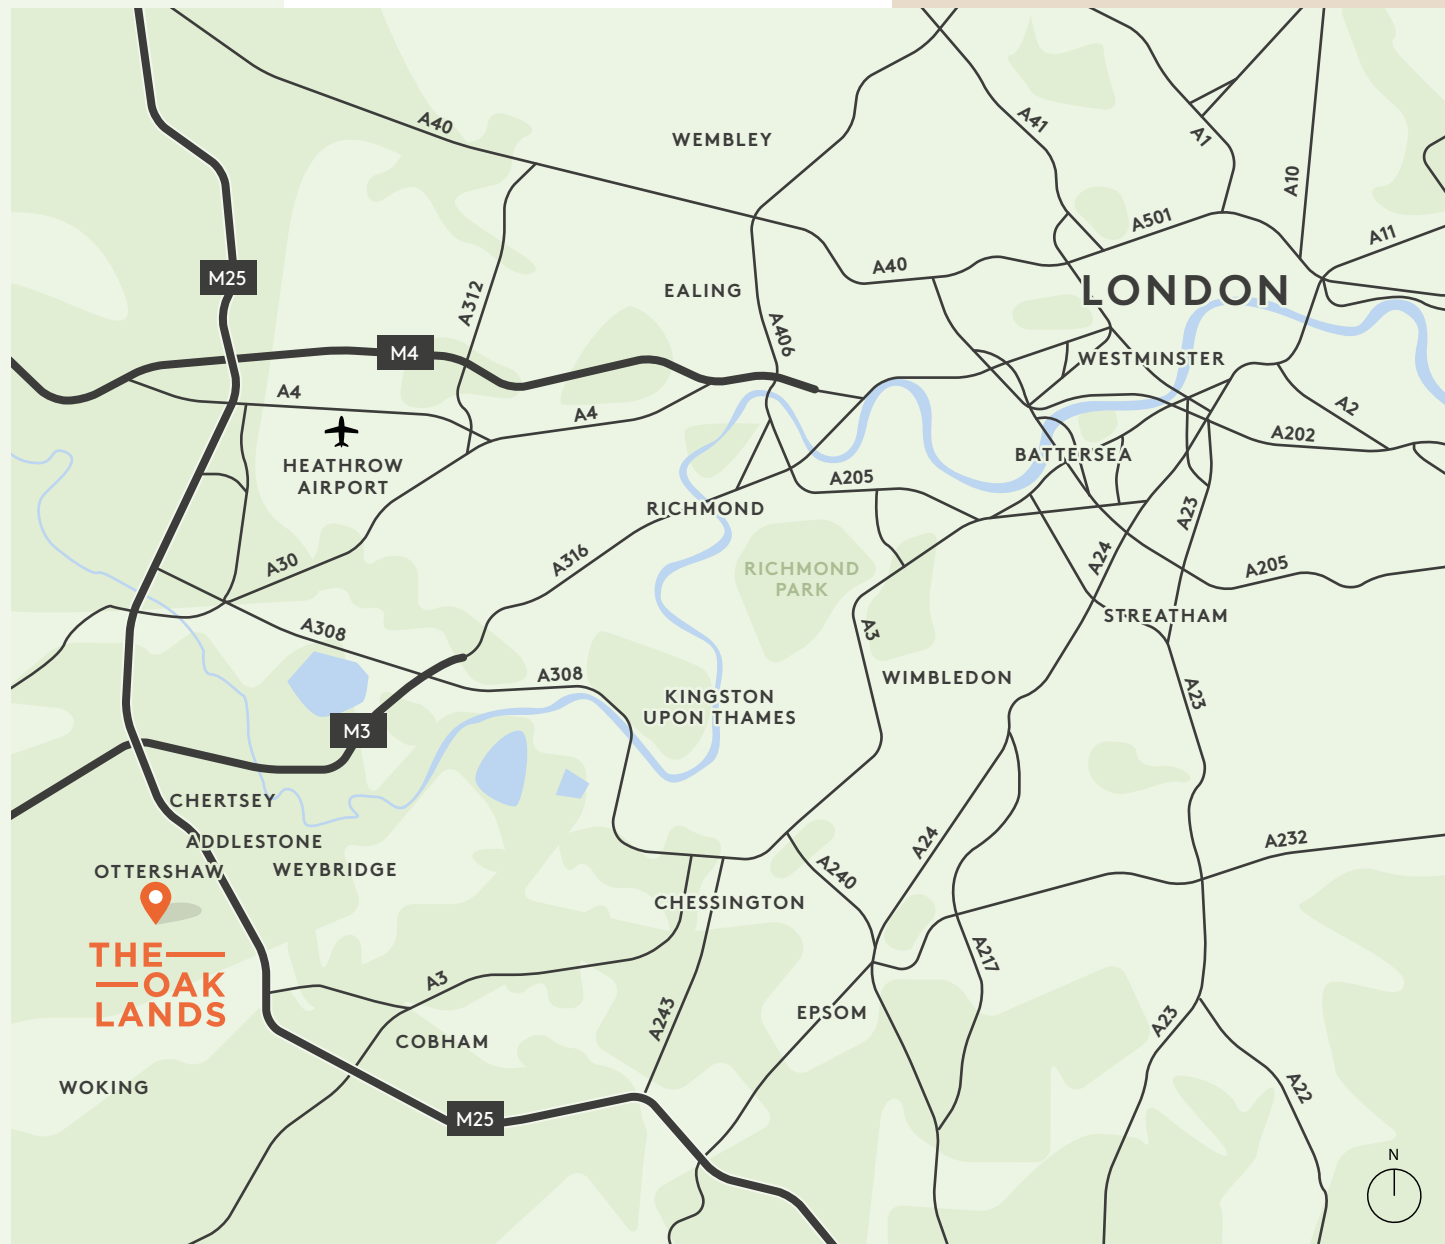 A40
WEMBLEY
A41
A1
A10
A501
A11
M25
A40
LONDON
A312
EALING
A406
M4
WESTMINSTER
A4
A4
A2
A202
HEATHROW
AIRPORT
BATTERSEA
A205
RICHMOND
A23
A316
A24
A30
RICHMOND
PARK
A205
STREATHAM
A308
A3
A308
WIMBLEDON
KINGSTON
UPON THAMES
A23
M3
CHERTSEY
ADDLESTONE
A24
A232
OTTERSHAW
WEYBRIDGE
A240
CHESSINGTON
THE
OAK
LANDS
A217
A3
A243
EPSOM
A23
COBHAM
WOKING
A22
M25
N